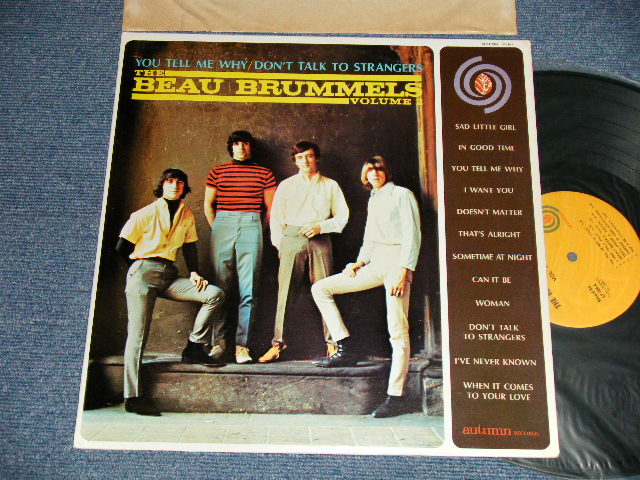 YOU TELL ME WHY/DON'T TALK TO STRANGERS
THE
BEAU BRUMMELS
VOLUME 2
SAD LITTLE GIRL
IN GOOD TIME
YOU TELL ME WHY
I WANT YOU
DOESN'T MATTER
THAT'S ALRIGHT
SOMETIME AT NIGHT
CAN IT BE
WOMAN
DON'T TALK
TO STRANGERS
I'VE NEVER KNOWN
WHEN IT COMES
TO YOUR LOVE
autumn RECORDS